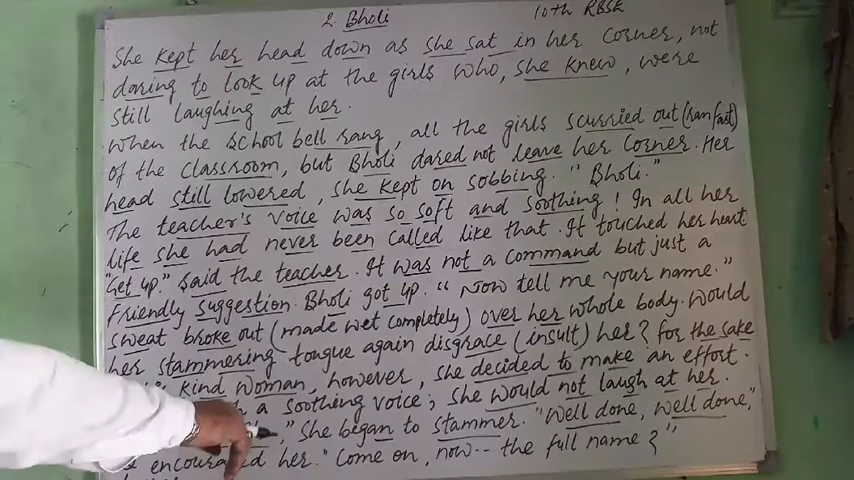 2. Bholi 10th RBSE
She kept her head down as she sat in her corner, not
daring to look up at the girls who, she knew, were
still laughing at her.
When the school bell rang, all the girls scurried out (ran fast)
of the classroom, but Bholi dared not leave her corner. Her
head still lowered, she kept on sobbing. "Bholi."
The teacher's voice was so soft and soothing! In all her
life she had never been called like that. It touched her heart.
"Get up." said the teacher. It was not a command but just a
friendly suggestion. Bholi got up. "Now tell me your name."
Sweat broke out (made wet completely) over her whole body. Would
her stammering tongue again disgrace (insult) her? For the sake
kind woman, however, she decided to make an effort.
a soothing voice; she would not laugh at her.
" She began to stammer. "Well done, well done,"
encouraged her. "Come on, now -- the full name?"